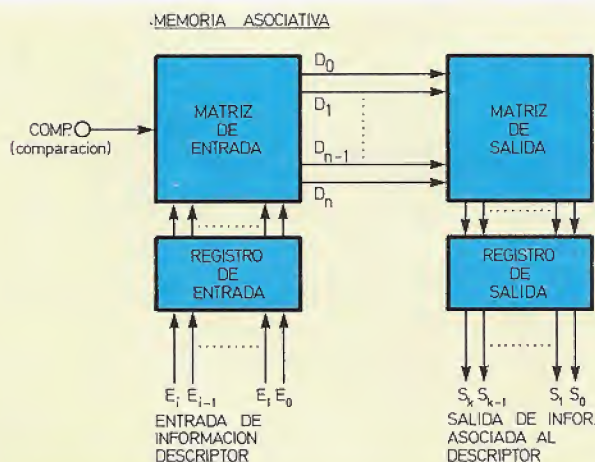 MEMORIA ASOCIATIVA
COMP.
(comparacion)
MATRIZ
DE
ENTRADA
D₀
D₁
Dₙ₋₁
Dₙ
MATRIZ
DE
SALIDA
REGISTRO
DE
ENTRADA
REGISTRO
DE
SALIDA
Eᵢ Eᵢ₋₁ E₁ E₀
ENTRADA DE
INFORMACION
DESCRIPTOR
Sₖ Sₖ₋₁ S₁ S₀
SALIDA DE INFOR.
ASOCIADA AL
DESCRIPTOR